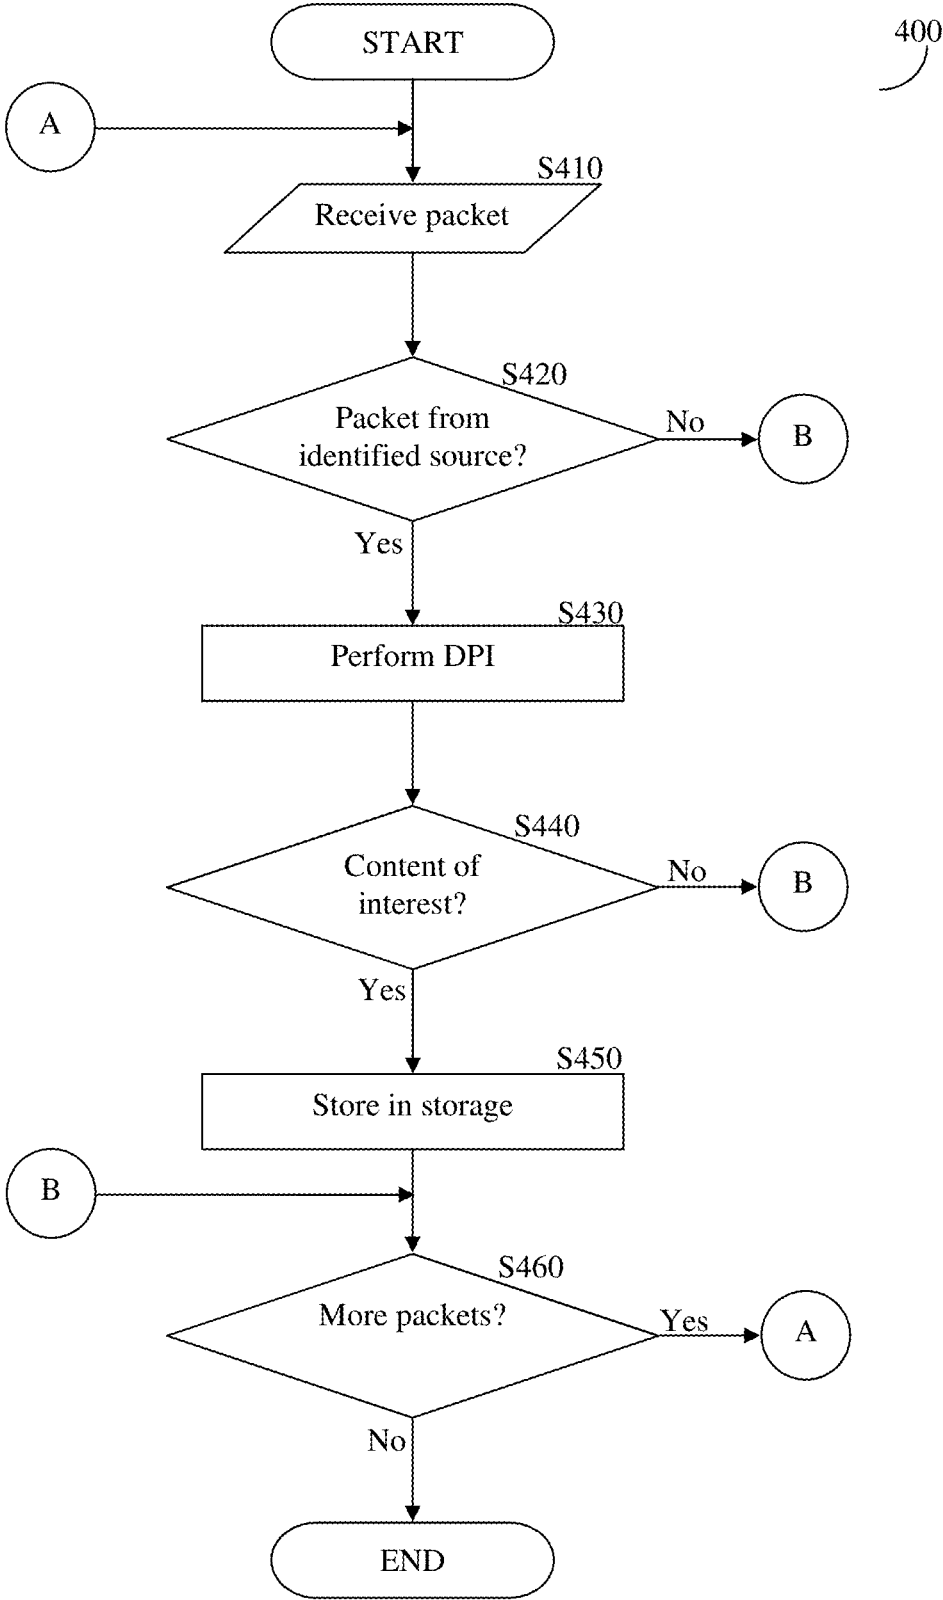 START
400
A
S410
Receive packet
S420
Packet from
identified source?
No
B
Yes
S430
Perform DPI
S440
Content of
interest?
No
B
Yes
S450
Store in storage
B
S460
More packets?
Yes
A
No
END